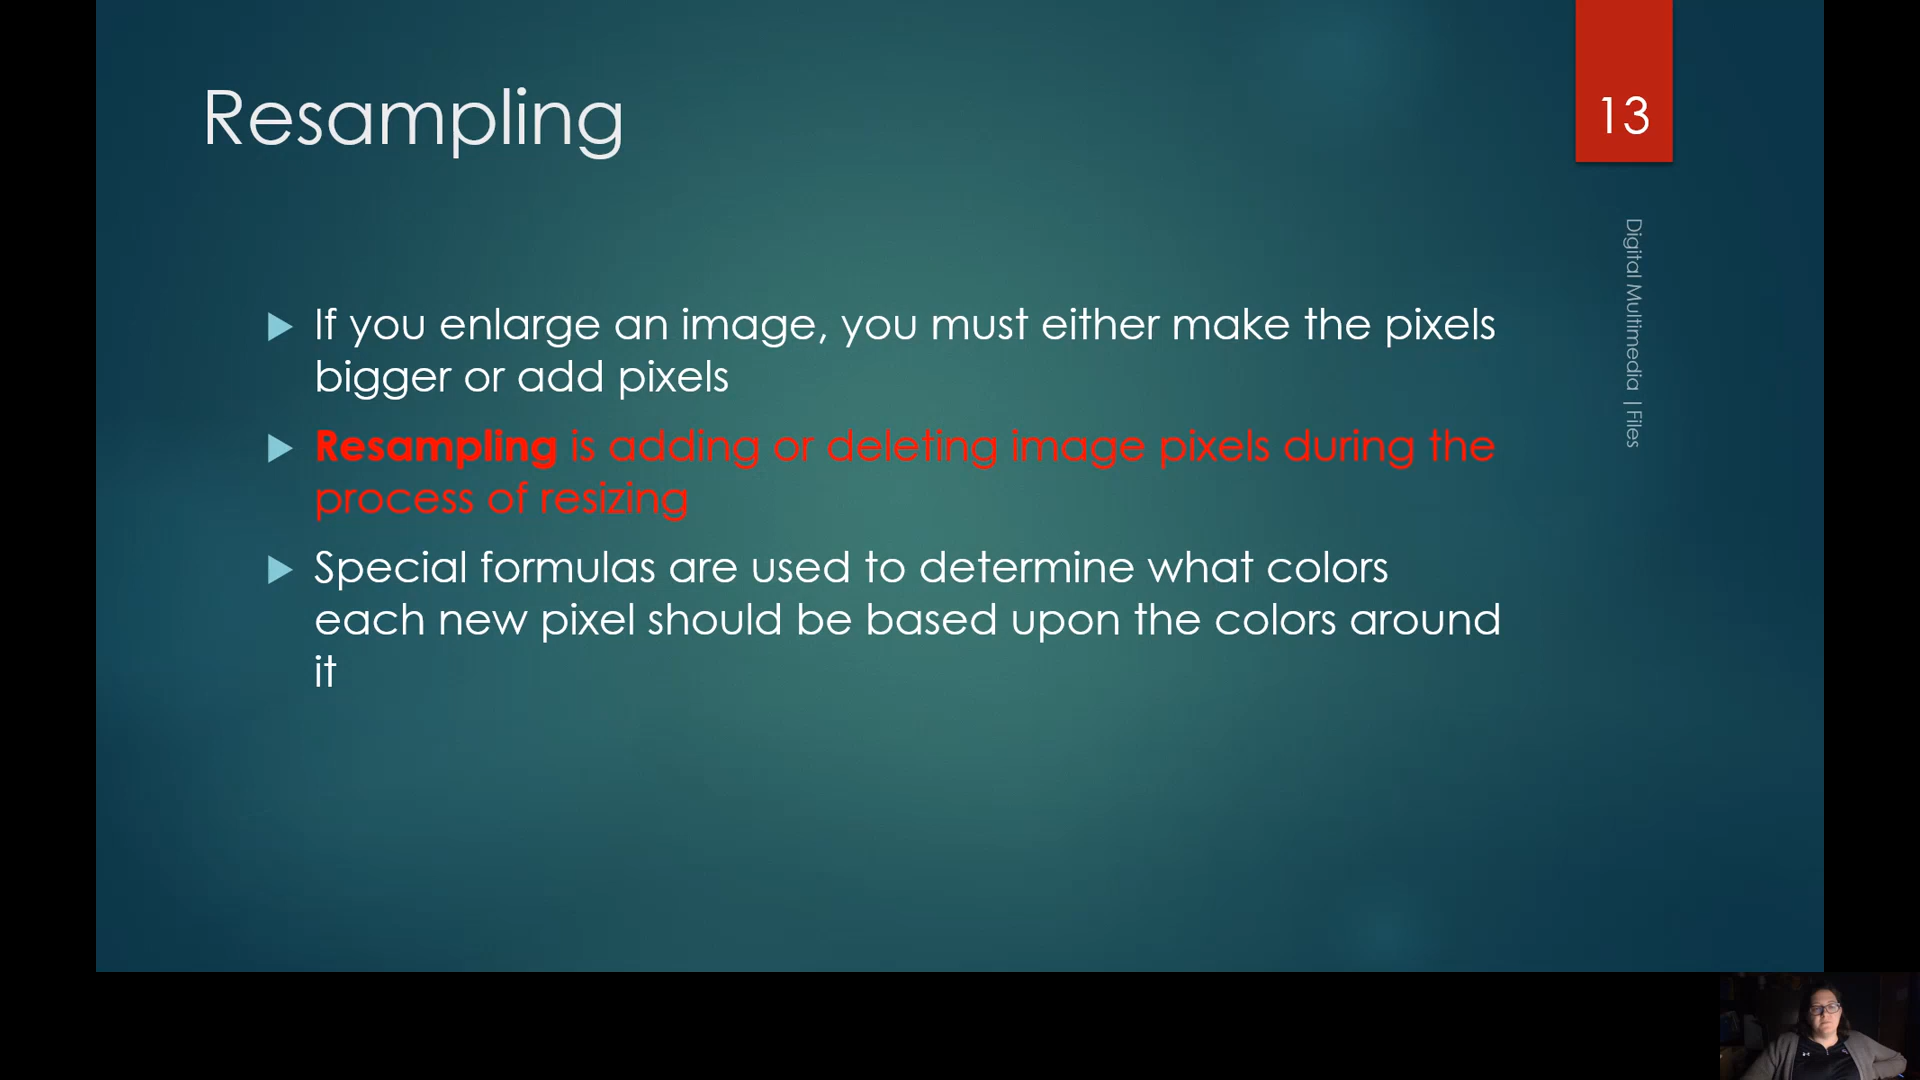 Resampling
13
If you enlarge an image, you must either make the pixels
bigger or add pixels
Resampling is adding or deleting image pixels during the
process of resizing
Special formulas are used to determine what colors
each new pixel should be based upon the colors around
it
Digital Multimedia | Files